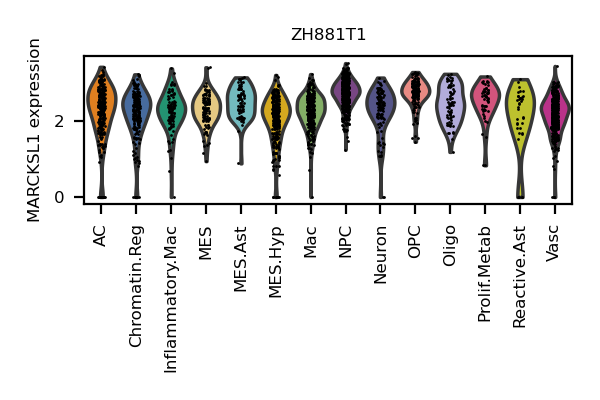 ZH881T1
MARCKSL1 expression
2
0
AC
Chromatin.Reg
Inflammatory.Mac
MES
MES.Ast
MES.Hyp
Mac
NPC
Neuron
OPC
Oligo
Prolif.Metab
Reactive.Ast
Vasc